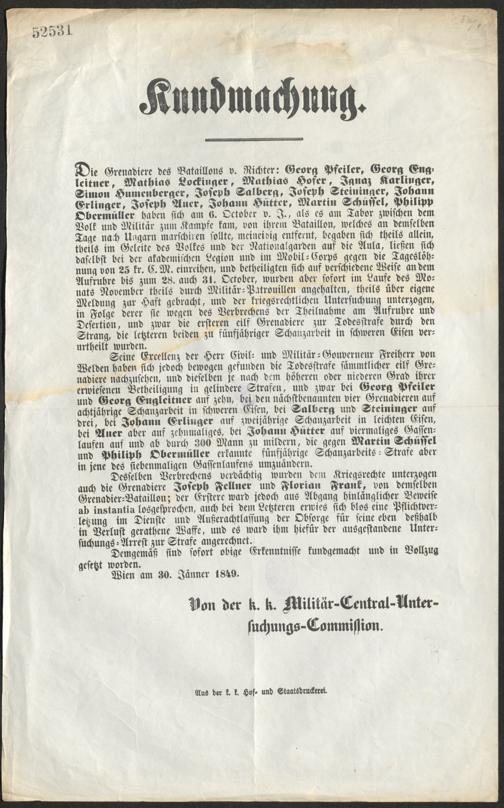 52531
Kundmachung.
Die Grenadiere des Bataillons v. Richter: Georg Pfeiler, Georg Eng-
leitner, Mathias Lockinger, Mathias Hofer, Ignaz Karlinger,
Simon Humenberger, Joseph Salberg, Joseph Steininger, Johann
Erlinger, Joseph Auer, Johann Hütter, Martin Schüssel, Philipp
Obermüller haben sich am 6. October v. J., als es am Tabor zwischen dem
Volk und Militär zum Kampfe kam, von ihrem Bataillon, welches an demselben
Tage nach Ungarn marschiren sollte, meineidig entfernt, begaben sich theils allein,
theils im Geleite des Volkes und der Nationalgarden auf die Aula, ließen sich
daselbst bei der akademischen Legion und im Mobil-Corps gegen die Tageslöh-
nung von 25 kr. C. M. einreihen, und betheiligten sich auf verschiedene Weise an dem
Aufruhre bis zum 28. auch 31. October, wurden aber sofort im Laufe des Mo-
nats November theils durch Militär-Patrouillen angehalten, theils über eigene
Meldung zur Haft gebracht, und der kriegsrechtlichen Untersuchung unterzogen,
in Folge derer sie wegen des Verbrechens der Theilnahme am Aufruhre und
Desertion, und zwar die ersteren eilf Grenadiere zur Todesstrafe durch den
Strang, die letzteren beiden zu fünfjähriger Schanzarbeit in schweren Eisen ver-
urtheilt wurden.
Seine Excellenz der Herr Civil- und Militär-Gouverneur Freiherr von
Welden haben sich jedoch bewogen gefunden die Todesstrafe sämmtlicher eilf Gre-
nadiere nachzusehen, und dieselben je nach dem höheren oder niederen Grad ihrer
erwiesenen Betheiligung in gelindere Strafen, und zwar bei Georg Pfeiler
und Georg Engleitner auf zehn, bei den nächstbenannten vier Grenadieren auf
achtjährige Schanzarbeit in schweren Eisen, bei Salberg und Steininger auf
drei, bei Johann Erlinger auf zweijährige Schanzarbeit in leichten Eisen,
bei Auer aber auf zehnmaliges, bei Johann Hütter auf viermaliges Gassen-
laufen auf und ab durch 300 Mann zu mildern, die gegen Martin Schüssel
und Philiph Obermüller erkannte fünfjährige Schanzarbeits-Strafe aber
in jene des siebenmaligen Gassenlaufens umzuändern.
Desselben Verbrechens verdächtig wurden dem Kriegsrechte unterzogen
auch die Grenadiere Joseph Fellner und Florian Frank, von demselben
Grenadier-Bataillon; der Erstere ward jedoch aus Abgang hinlänglicher Beweise
ab instantia losgesprochen, auch bei dem Letzteren erwies sich blos eine Pflichtver-
letzung im Dienste und Außerachtlassung der Obsorge für seine eben deßhalb
in Verlust gerathene Waffe, und es ward ihm hiefür der ausgestandene Unter-
suchungs-Arrest zur Strafe angerechnet.
Demgemäß sind sofort obige Erkenntnisse kundgemacht und in Vollzug
gesetzt worden.
Wien am 30. Jänner 1849.
Von der k. k. Militär-Central-Unter-
suchungs-Commission.
Aus der k. k. Hof- und Staatsdruckerei.